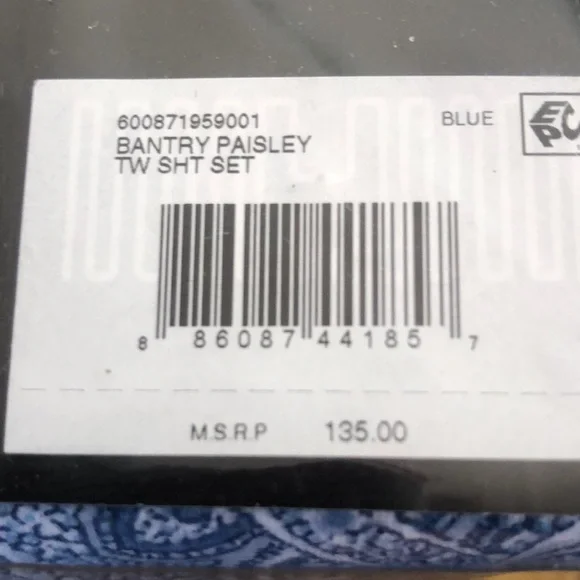 600871959001 BLUE
BANTRY PAISLEY
TW SHT SET
8 86087 44185 7
M.S.R.P 135.00